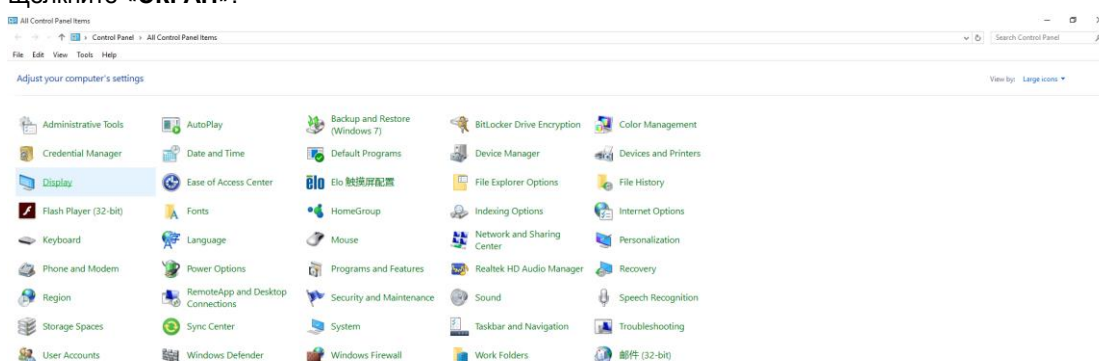 Щелкните «ЭКРАН».
All Control Panel Items
Control Panel > All Control Panel Items
Search Control Panel
File Edit View Tools Help
Adjust your computer's settings
View by: Large icons
Administrative Tools
AutoPlay
Backup and Restore
(Windows 7)
BitLocker Drive Encryption
Color Management
Credential Manager
Date and Time
Default Programs
Device Manager
Devices and Printers
Display
Ease of Access Center
elo Elo 触摸屏配置
File Explorer Options
File History
Flash Player (32-bit)
Fonts
HomeGroup
Indexing Options
Internet Options
Keyboard
Language
Mouse
Network and Sharing
Center
Personalization
Phone and Modem
Power Options
Programs and Features
Realtek HD Audio Manager
Recovery
Region
RemoteApp and Desktop
Connections
Security and Maintenance
Sound
Speech Recognition
Storage Spaces
Sync Center
System
Taskbar and Navigation
Troubleshooting
User Accounts
Windows Defender
Windows Firewall
Work Folders
邮件 (32-bit)